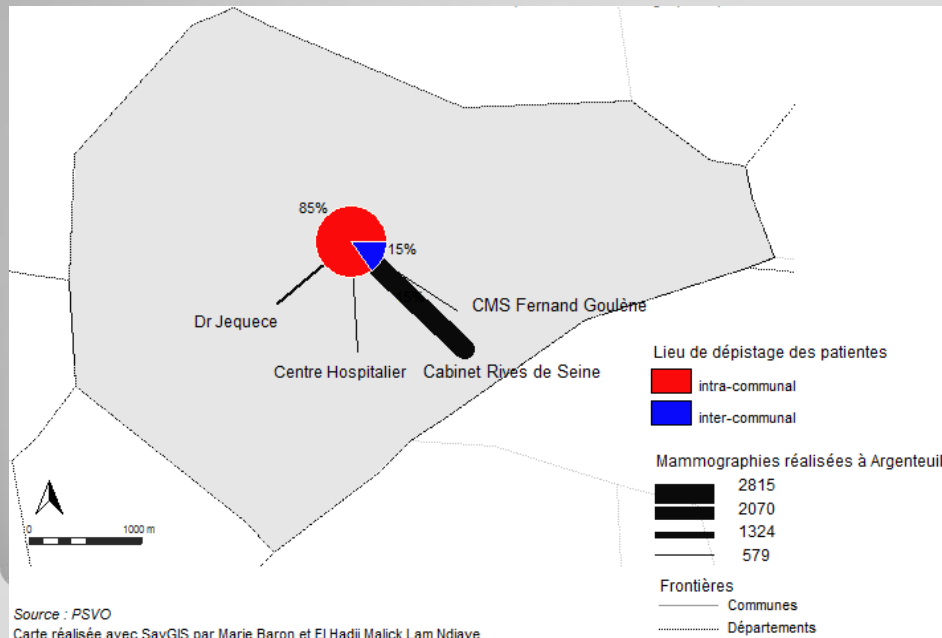 85%
15%
CMS Fernand Goulène
Dr Jequece
Centre Hospitalier
Cabinet Rives de Seine
Lieu de dépistage des patientes
intra-communal
inter-communal
Mammographies réalisées à Argenteuil
2815
2070
1324
579
0 1000 m
Frontières
Communes
Départements
Source : PSVO
Carte réalisée avec SavGIS par Marie Baron et El Hadji Malick Lam Ndiaye